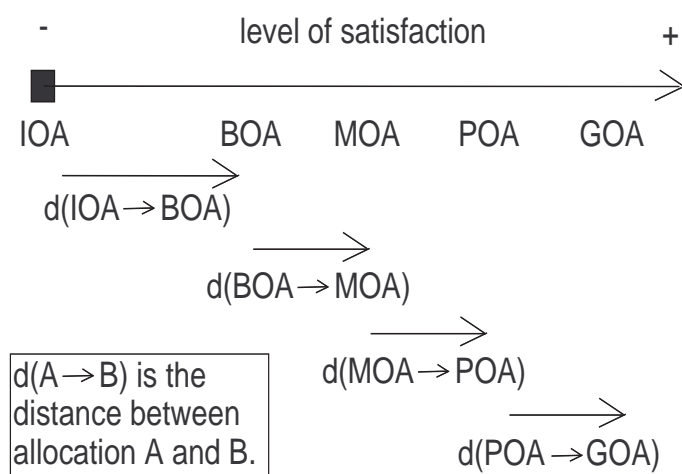 - level of satisfaction +
IOA BOA MOA POA GOA
d(IOA→BOA)
d(BOA→MOA)
d(MOA→POA)
d(POA→GOA)
d(A→B) is the
distance between
allocation A and B.